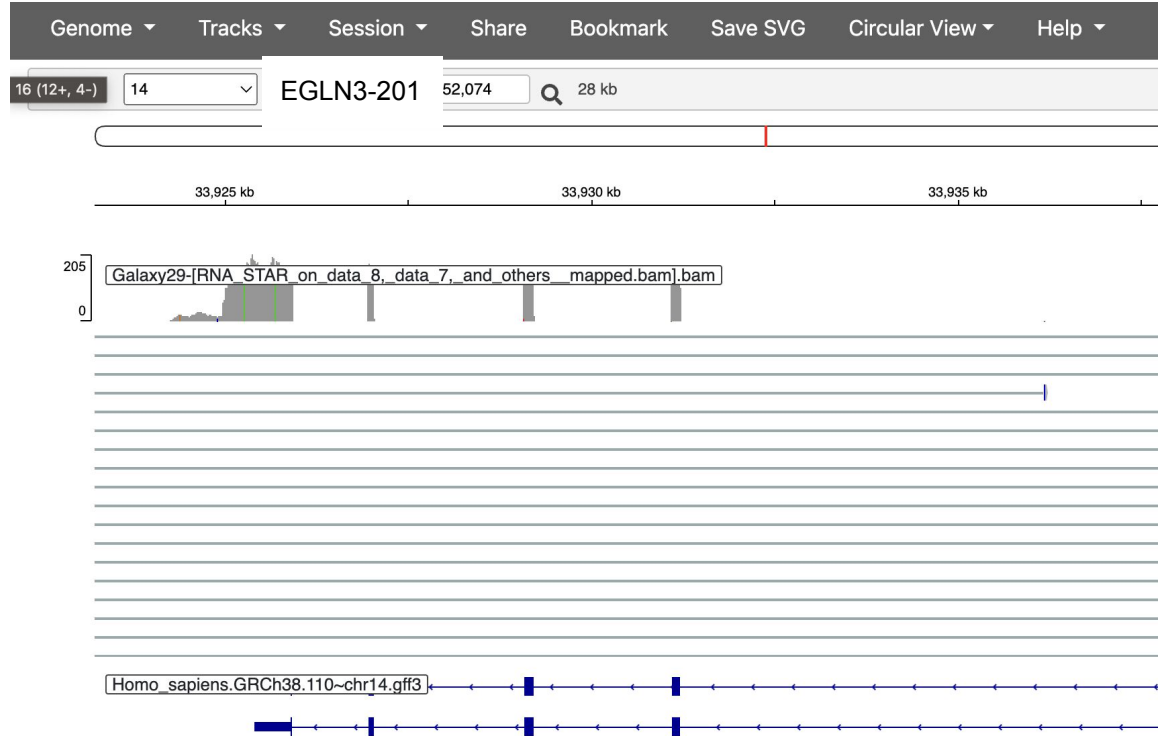 Genome Tracks Session Share Bookmark Save SVG Circular View Help
16 (12+, 4-) 14 EGLN3-201 52,074 28 kb
33,925 kb 33,930 kb 33,935 kb
205
Galaxy29-[RNA_STAR_on_data_8,_data_7,_and_others__mapped.bam].bam
0
Homo_sapiens.GRCh38.110~chr14.gff3